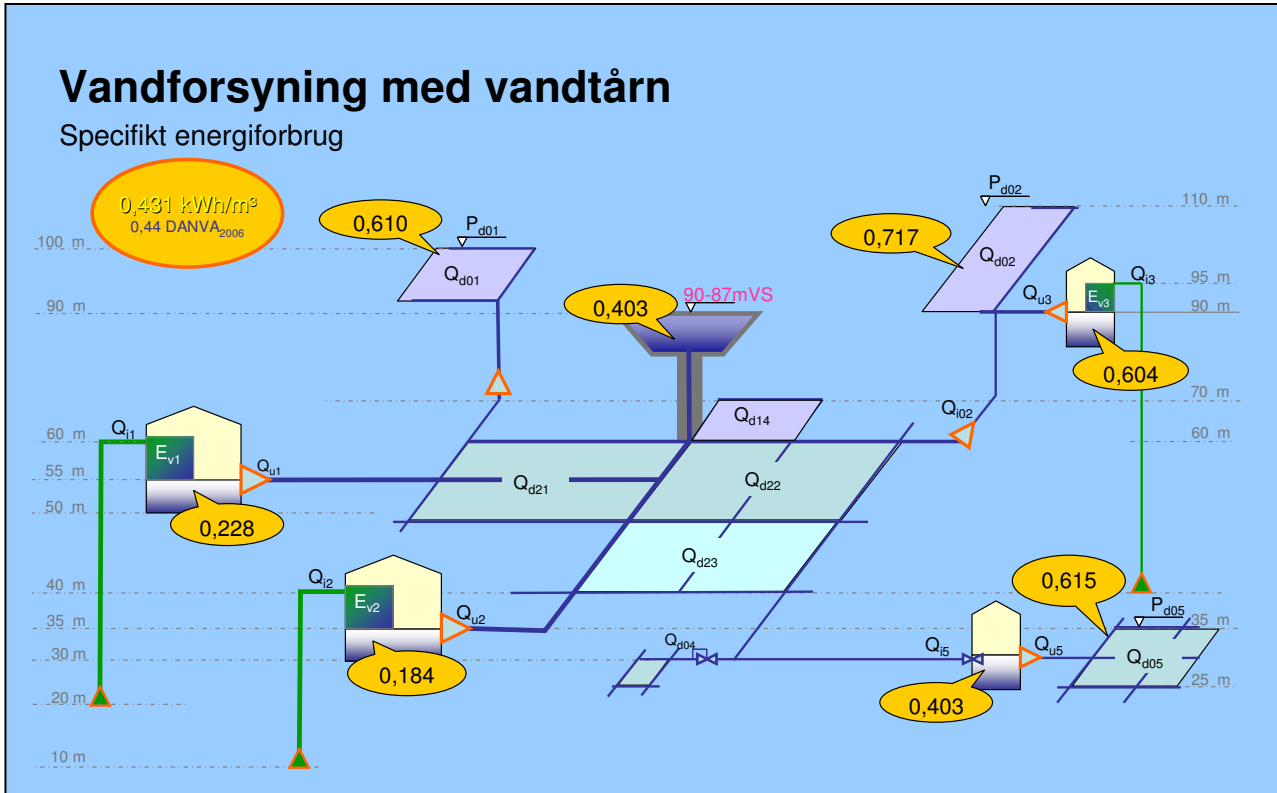 Vandforsyning med vandtårn
Specifikt energiforbrug
0,431 kWh/m³
0,44 DANVA2006
0,610
Pd01
Qd01
Pd02
0,717
Qd02
110 m
100 m
90 m
90-87mVS
0,403
Qi3
Qu3
Ev3
95 m
90 m
0,604
70 m
Qd14
Qi02
60 m
60 m
Qi1
Ev1
Qu1
55 m
50 m
0,228
Qd21
Qd22
Qd23
40 m
Qi2
Ev2
Qu2
35 m
30 m
0,184
20 m
10 m
Qd04
Qi5
Qu5
0,403
0,615
Pd05
35 m
Qd05
25 m